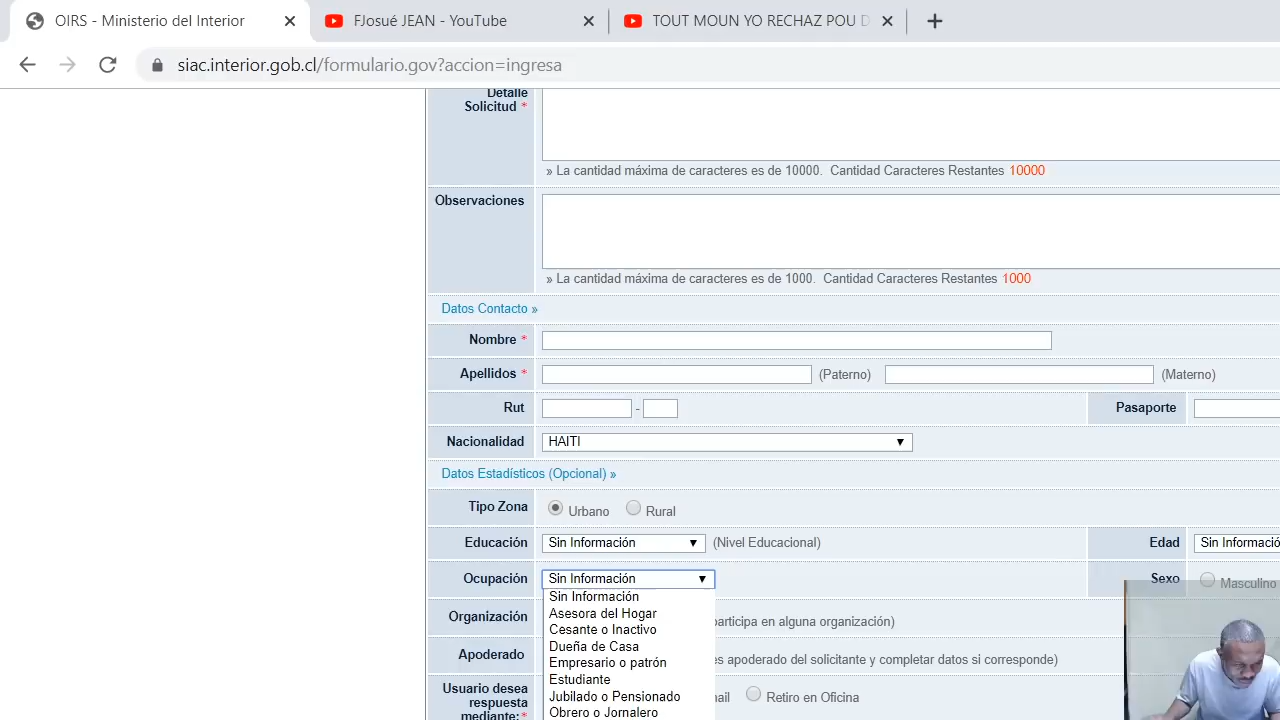 OIRS - Ministerio del Interior
FJosué JEAN - YouTube
TOUT MOUN YO RECHAZ POU D
siac.interior.gob.cl/formulario.gov?accion=ingresa
Detalle
Solicitud *
» La cantidad máxima de caracteres es de 10000. Cantidad Caracteres Restantes 10000
Observaciones
» La cantidad máxima de caracteres es de 1000. Cantidad Caracteres Restantes 1000
Datos Contacto »
Nombre *
Apellidos * (Paterno) (Materno)
Rut - Pasaporte
Nacionalidad HAITI
Datos Estadísticos (Opcional) »
Tipo Zona Urbano Rural
Educación Sin Información (Nivel Educacional) Edad Sin Informació
Ocupación Sin Información Sexo Masculino
Sin Información
Asesora del Hogar
Cesante o Inactivo
Dueña de Casa
Empresario o patrón
Estudiante
Jubilado o Pensionado
Obrero o Jornalero
Organización articipa en alguna organización)
Apoderado es apoderado del solicitante y completar datos si corresponde)
Usuario desea
respuesta
mediante:* ail Retiro en Oficina